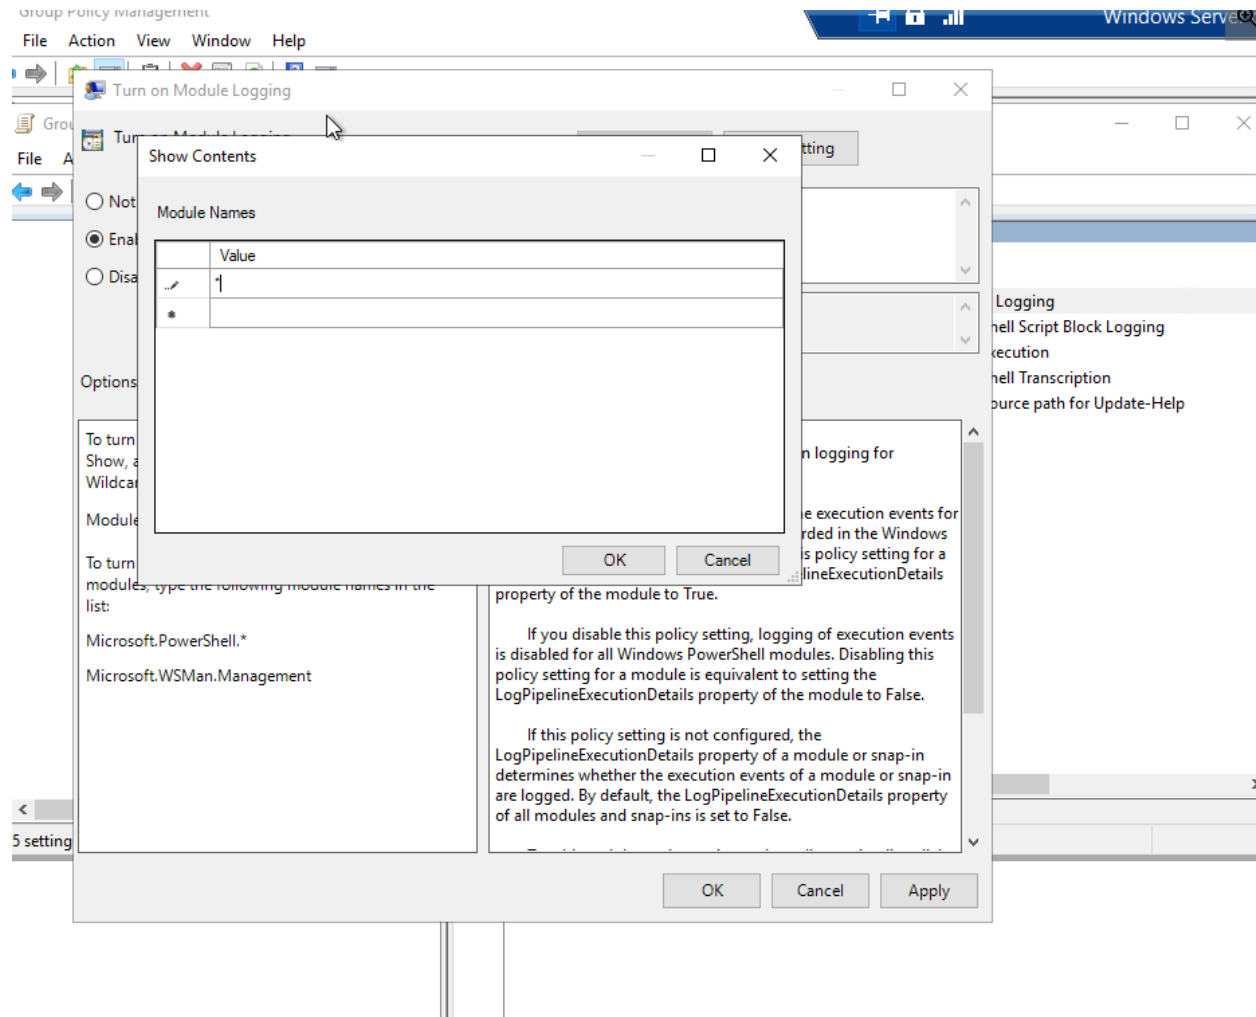 Group Policy Management
Windows Serve
File Action View Window Help
Turn on Module Logging
File
Show Contents
tting
Not
Module Names
Enab
Value
Disa
*
Logging
hell Script Block Logging
xecution
hell Transcription
Options
ource path for Update-Help
To turn
n logging for
Show, a
Wildcar
Module
e execution events for
rded in the Windows
To turn
is policy setting for a
modules, type the following module names in the
elineExecutionDetails
list:
property of the module to True.
Microsoft.PowerShell.*
Microsoft.WSMan.Management
OK Cancel
If you disable this policy setting, logging of execution events
is disabled for all Windows PowerShell modules. Disabling this
policy setting for a module is equivalent to setting the
LogPipelineExecutionDetails property of the module to False.
If this policy setting is not configured, the
LogPipelineExecutionDetails property of a module or snap-in
determines whether the execution events of a module or snap-in
are logged. By default, the LogPipelineExecutionDetails property
of all modules and snap-ins is set to False.
5 setting
OK Cancel Apply